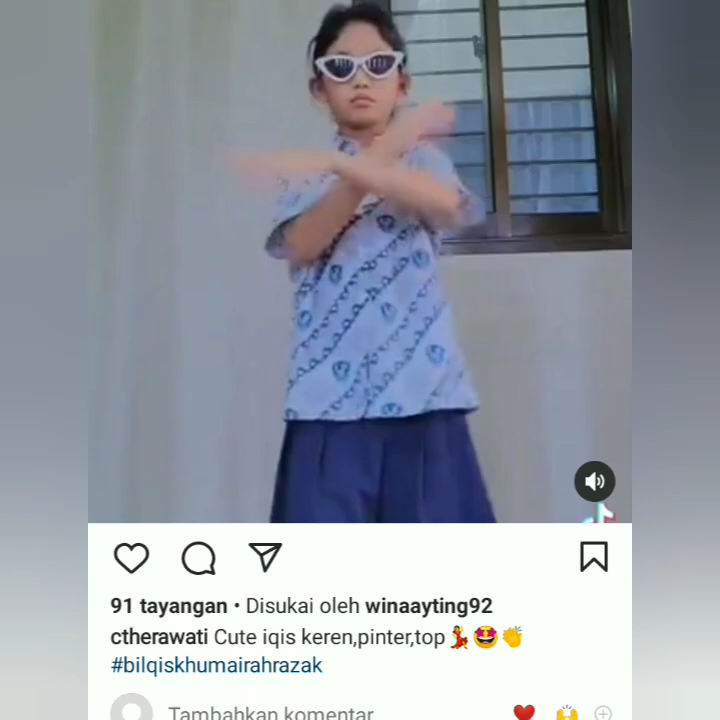 91 tayangan • Disukai oleh winaayting92
ctherawati Cute iqis keren,pinter,top💃🤩👏
#bilqiskhumairahrazak
Tambahkan komentar